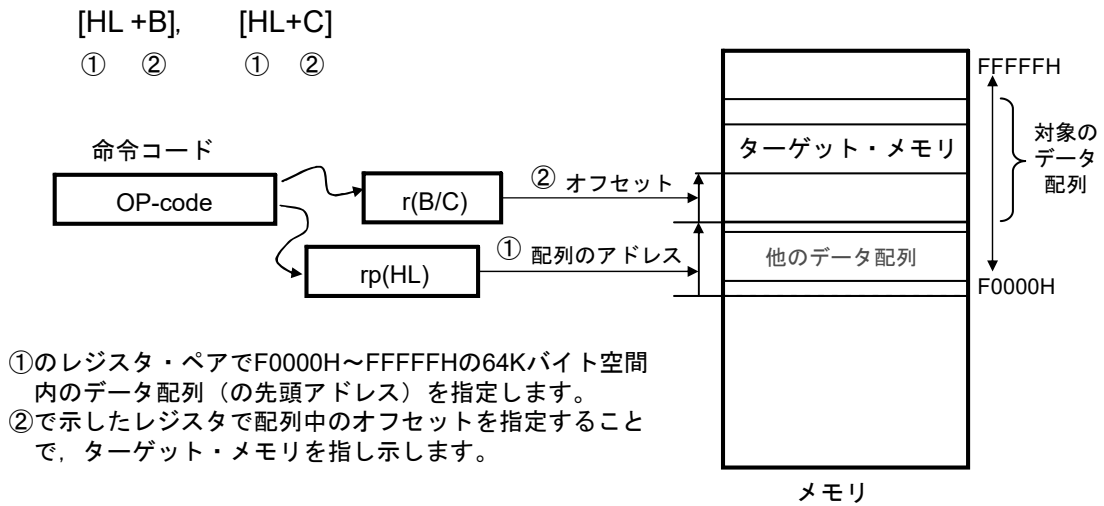 [HL +B], [HL+C]
① ② ① ②
命令コード
OP-code
r(B/C)
rp(HL)
② オフセット
① 配列のアドレス
FFFFFH
ターゲット・メモリ
対象の
データ
配列
他のデータ配列
F0000H
メモリ
①のレジスタ・ペアでF0000H～FFFFFHの64Kバイト空間
内のデータ配列（の先頭アドレス）を指定します。
②で示したレジスタで配列中のオフセットを指定すること
で，ターゲット・メモリを指し示します。